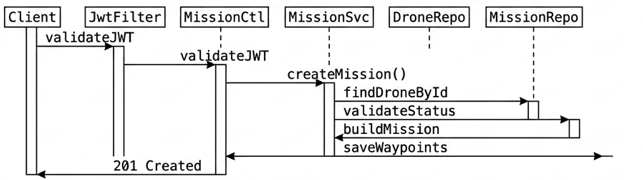 Client JwtFilter MissionCtl MissionSvc DroneRepo MissionRepo
validateJWT
validateJWT
createMission()
findDroneById
validateStatus
buildMission
saveWaypoints
201 Created